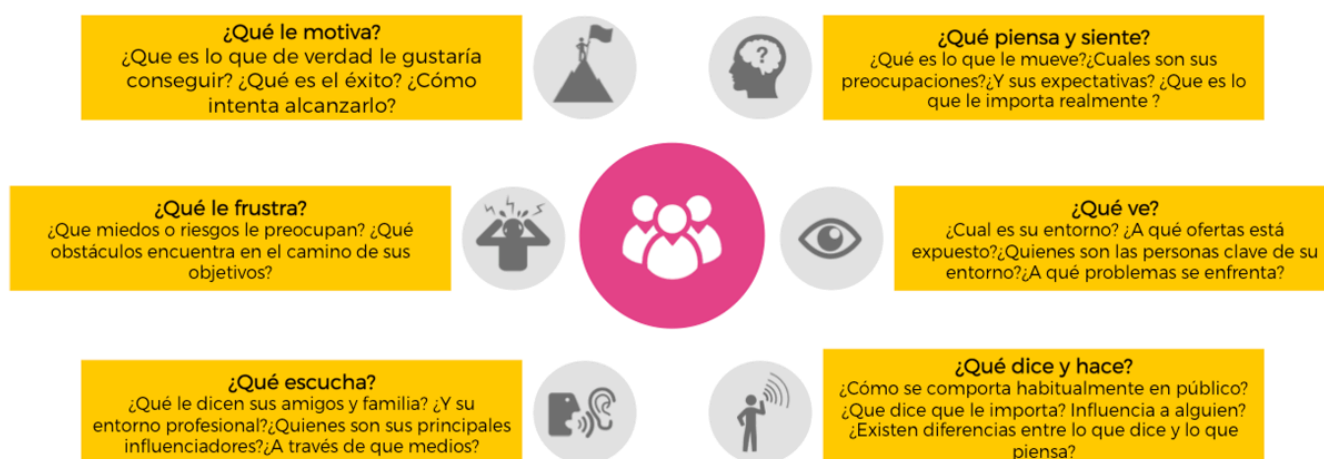 ¿Qué le motiva?
¿Que es lo que de verdad le gustaría
conseguir? ¿Qué es el éxito? ¿Cómo
intenta alcanzarlo?
¿Qué piensa y siente?
¿Qué es lo que le mueve?¿Cuales son sus
preocupaciones?¿Y sus expectativas? ¿Que es lo
que le importa realmente ?
?
¿Qué le frustra?
¿Que miedos o riesgos le preocupan? ¿Qué
obstáculos encuentra en el camino de sus
objetivos?
¿Qué ve?
¿Cual es su entorno? ¿A qué ofertas está
expuesto?¿Quienes son las personas clave de su
entorno?¿A qué problemas se enfrenta?
¿Qué escucha?
¿Qué le dicen sus amigos y familia? ¿Y su
entorno profesional?¿Quienes son sus principales
influenciadores?¿A través de que medios?
¿Qué dice y hace?
¿Cómo se comporta habitualmente en público?
¿Que dice que le importa? Influencia a alguien?
¿Existen diferencias entre lo que dice y lo que
piensa?